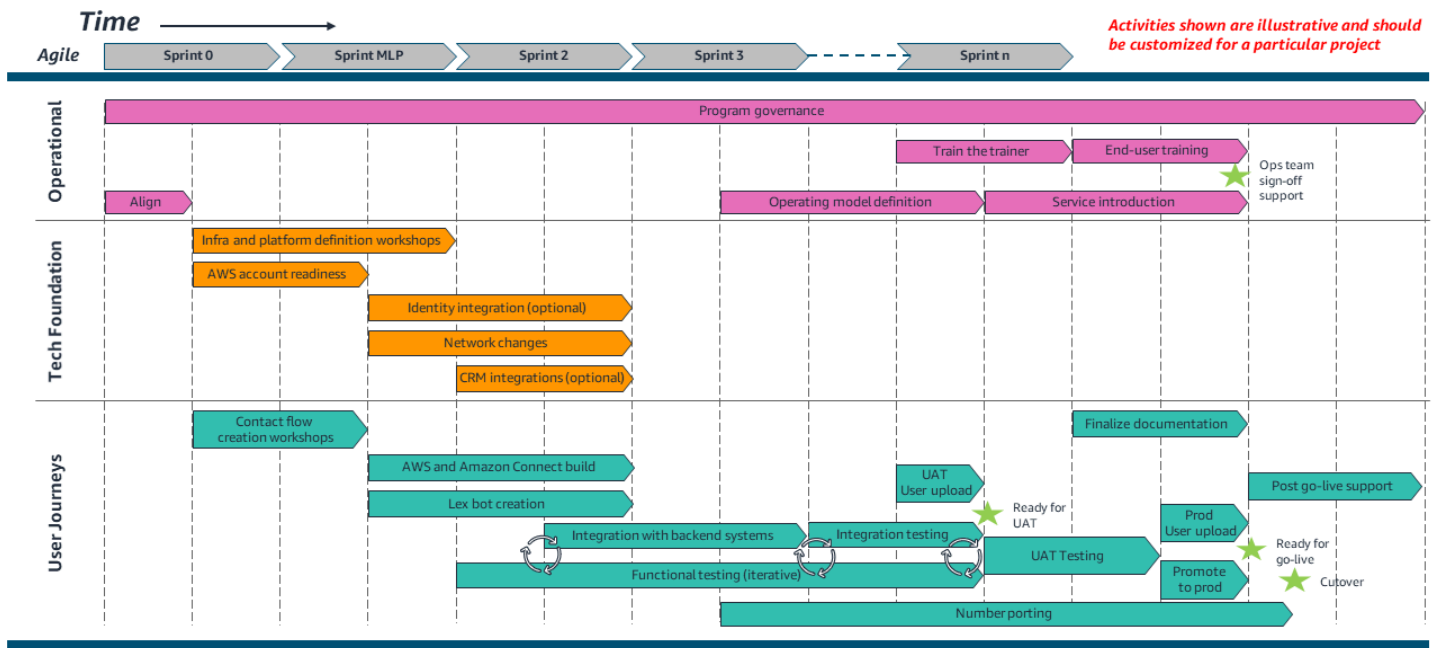 Time
Activities shown are illustrative and should
be customized for a particular project
Agile
Sprint 0
Sprint MLP
Sprint 2
Sprint 3
Sprint n
Operational
Program governance
Train the trainer
End-user training
Ops team
sign-off
support
Align
Operating model definition
Service introduction
Tech Foundation
Infra and platform definition workshops
AWS account readiness
Identity integration (optional)
Network changes
CRM integrations (optional)
User Journeys
Contact flow
creation workshops
Finalize documentation
AWS and Amazon Connect build
UAT
User upload
Post go-live support
Lex bot creation
Ready for
UAT
Prod
User upload
Integration with backend systems
Integration testing
UAT Testing
Ready for
go-live
Functional testing (iterative)
Promote
to prod
Cutover
Number porting